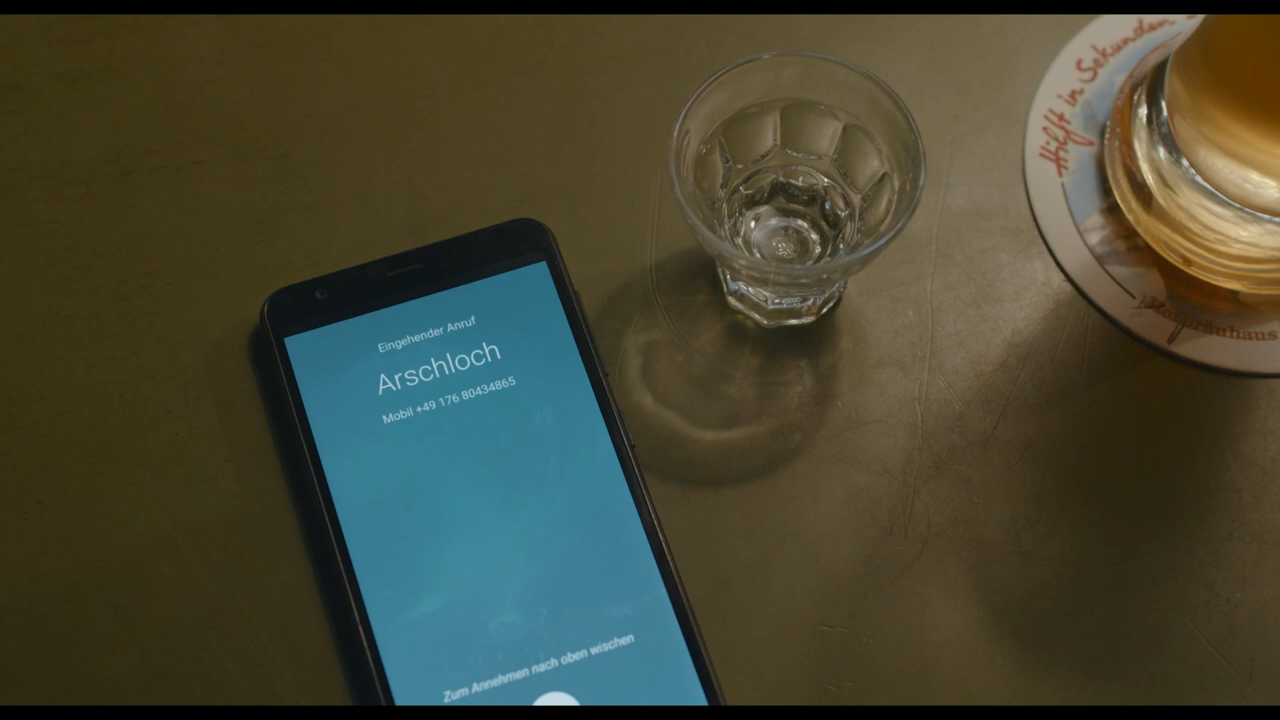 Eingehender Anruf
Arschloch
Mobil +49 176 80434865
Zum Annehmen nach oben wischen
Hilft in Sekunden